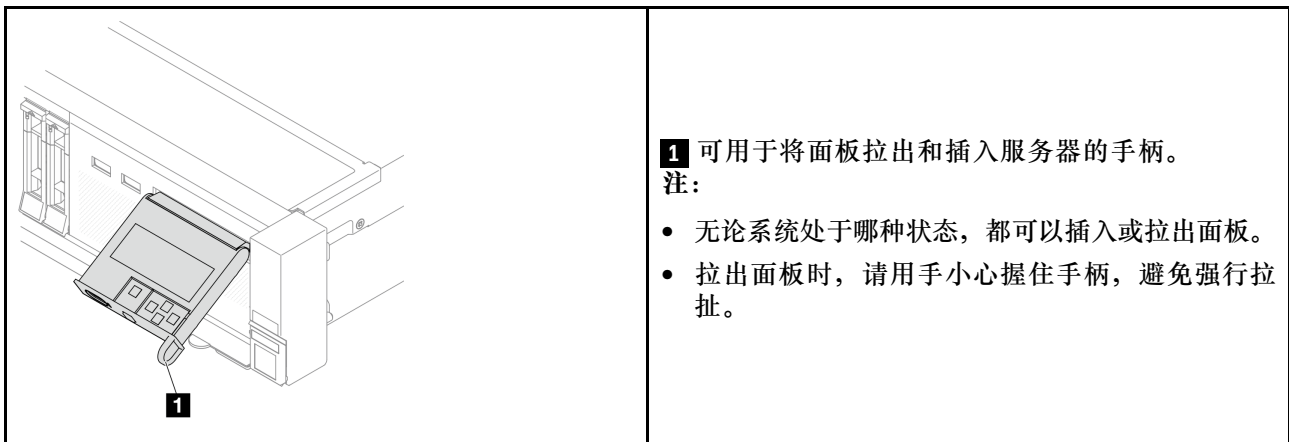 1
1 可用于将面板拉出和插入服务器的手柄。
注：
• 无论系统处于哪种状态，都可以插入或拉出面板。
• 拉出面板时，请用手小心握住手柄，避免强行拉
扯。